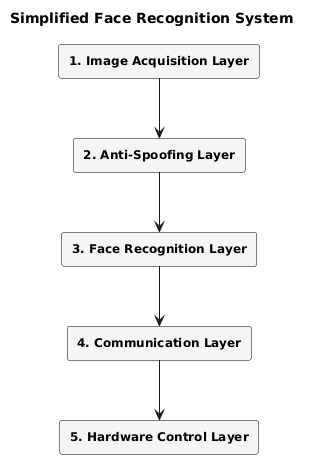 Simplified Face Recognition System
1. Image Acquisition Layer
2. Anti-Spoofing Layer
3. Face Recognition Layer
4. Communication Layer
5. Hardware Control Layer